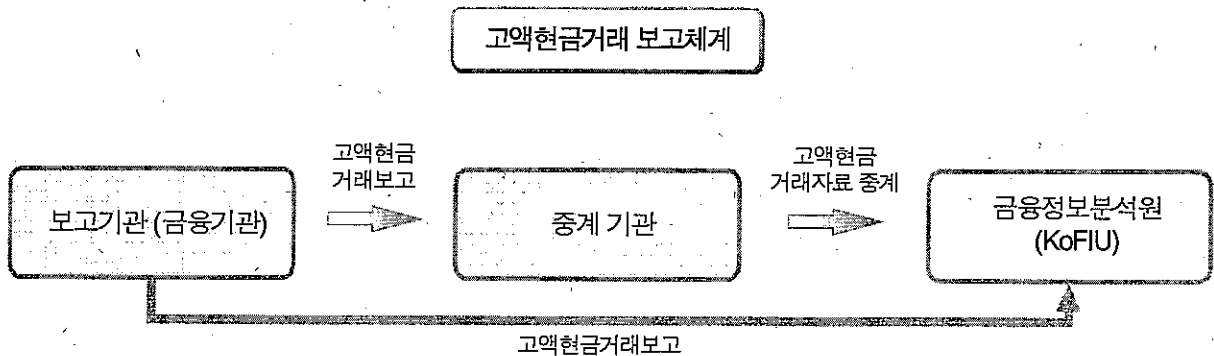 고액현금거래 보고체계
고액현금
거래보고
고액현금
거래자료 중계
보고기관 (금융기관)
중계 기관
금융정보분석원
(KoFIU)
고액현금거래보고